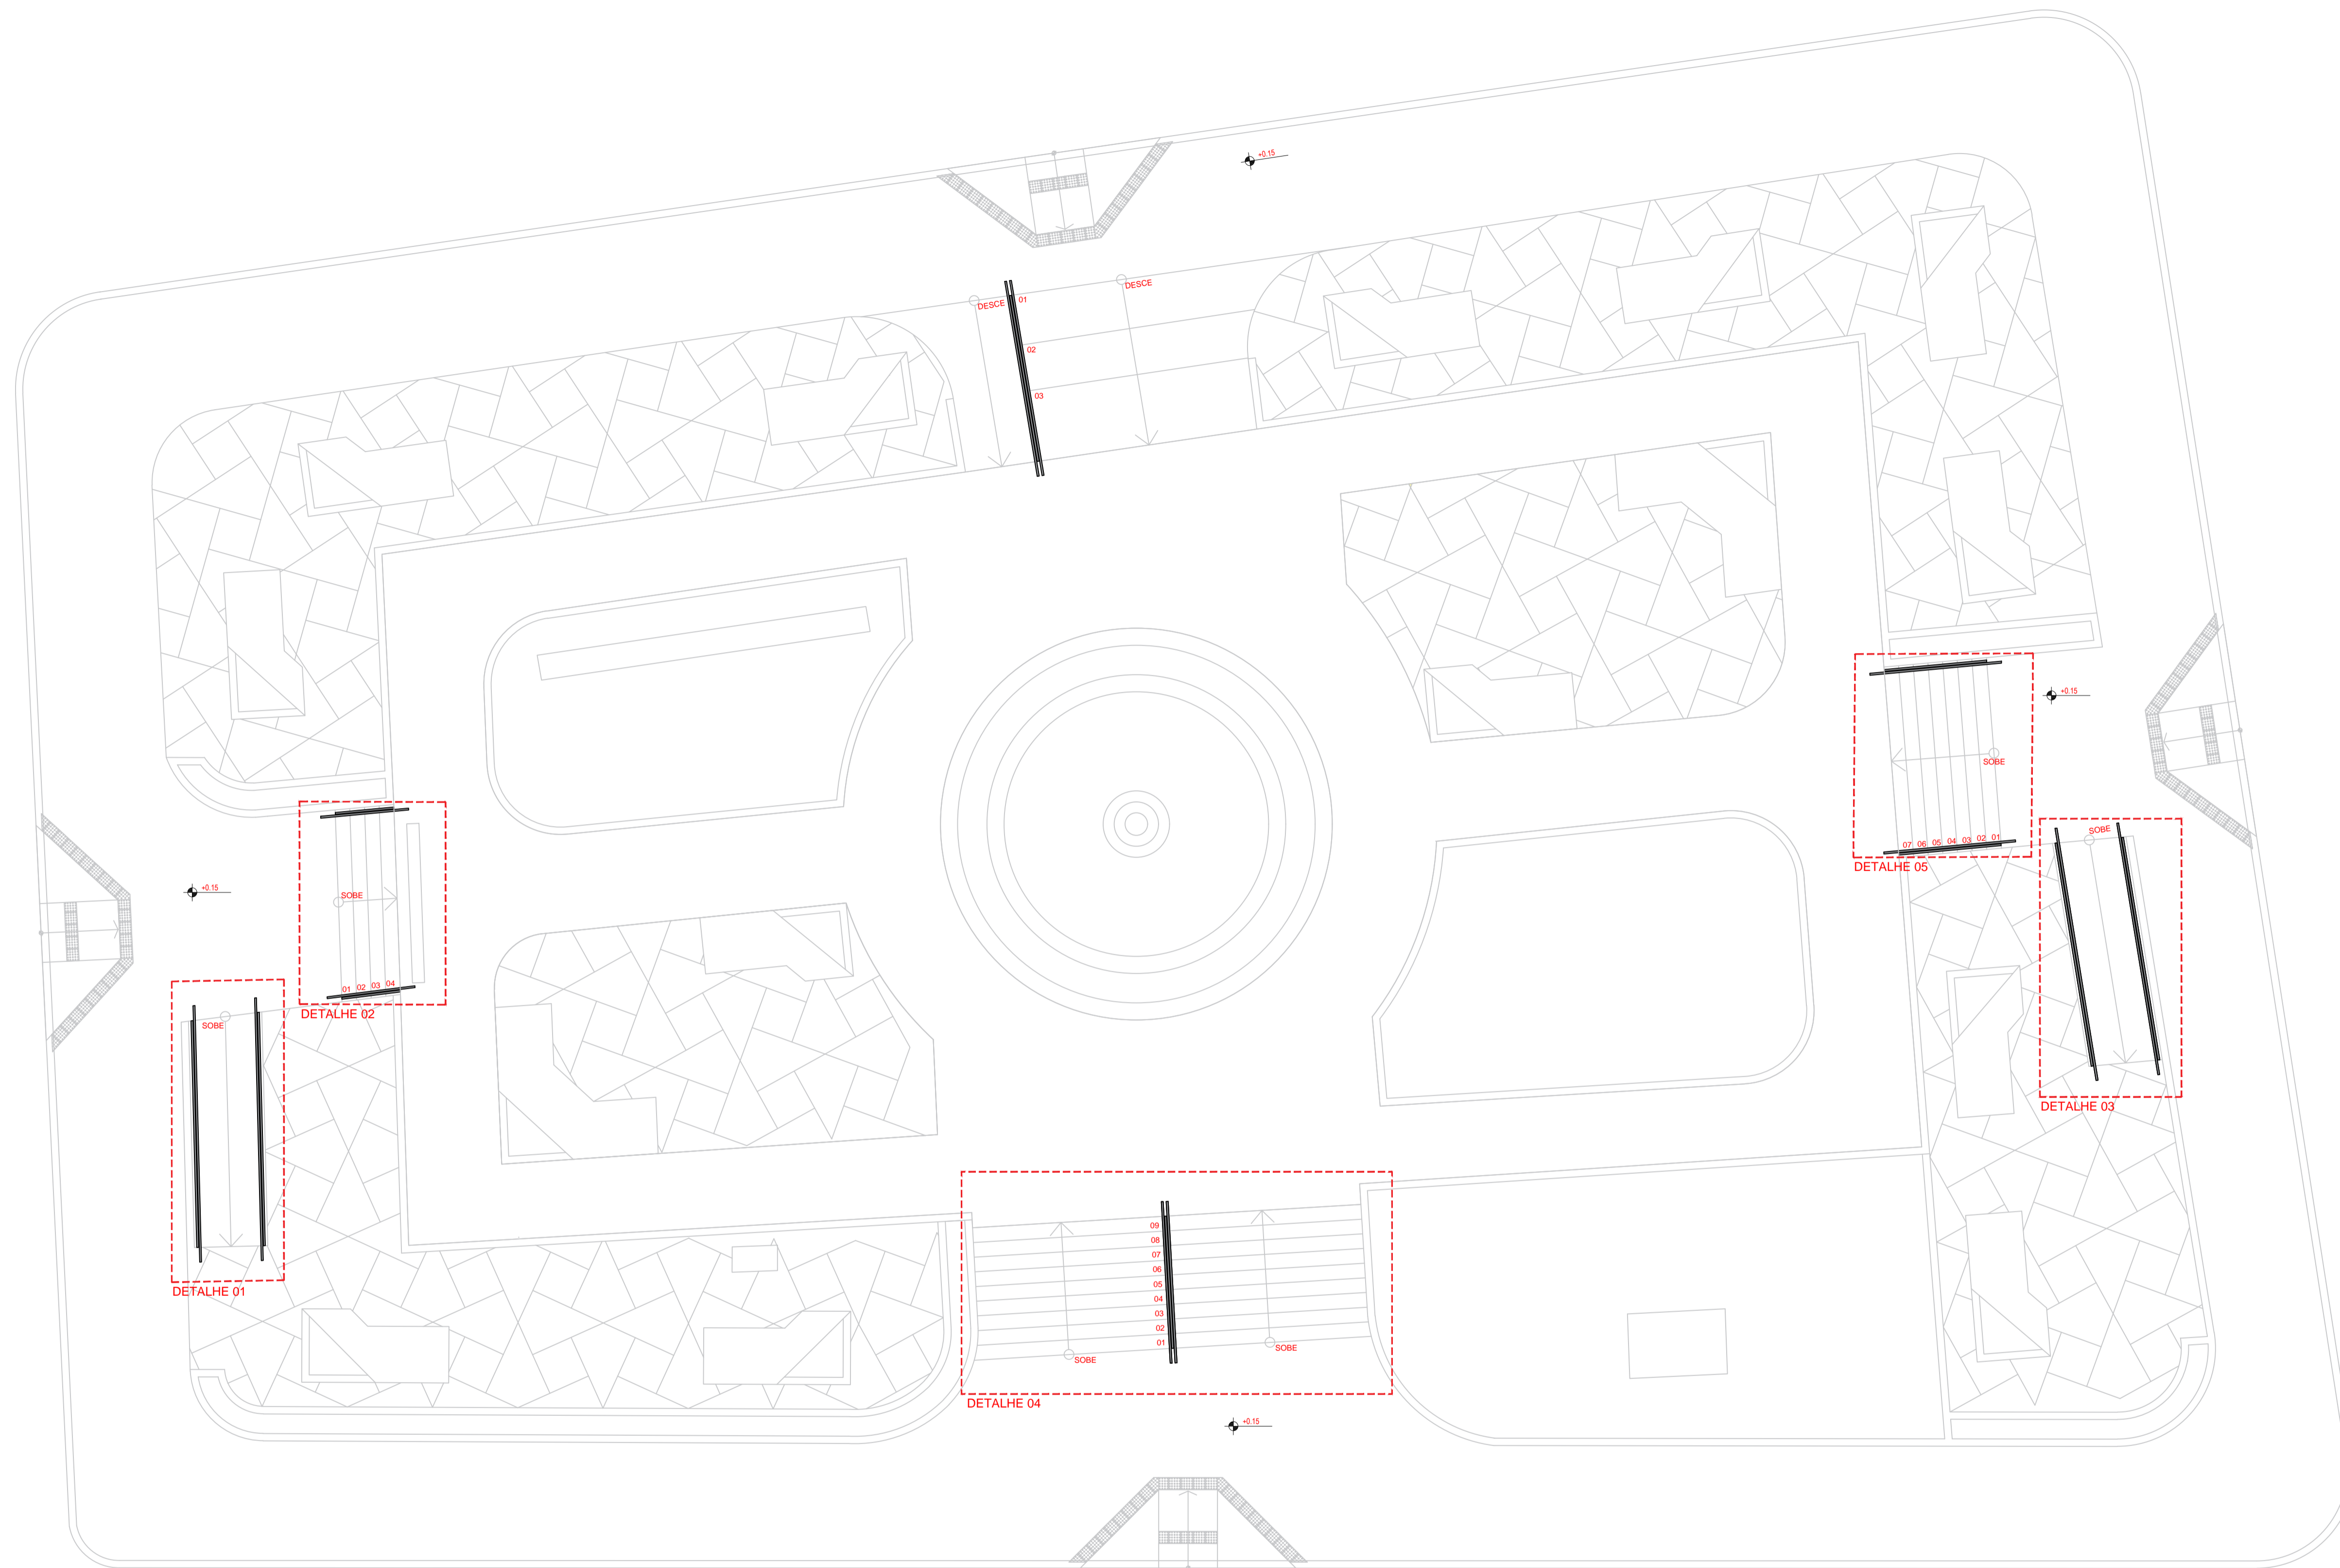 +0.15
DESCE
DESCE
01
02
03
+0.15
SOBE
07 06 05 04 03 02 01
DETALHE 05
SOBE
+0.15
SOBE
01 02 03 04
DETALHE 02
SOBE
DETALHE 03
09
08
07
06
05
04
03
02
01
SOBE
SOBE
DETALHE 01
DETALHE 04
+0.15